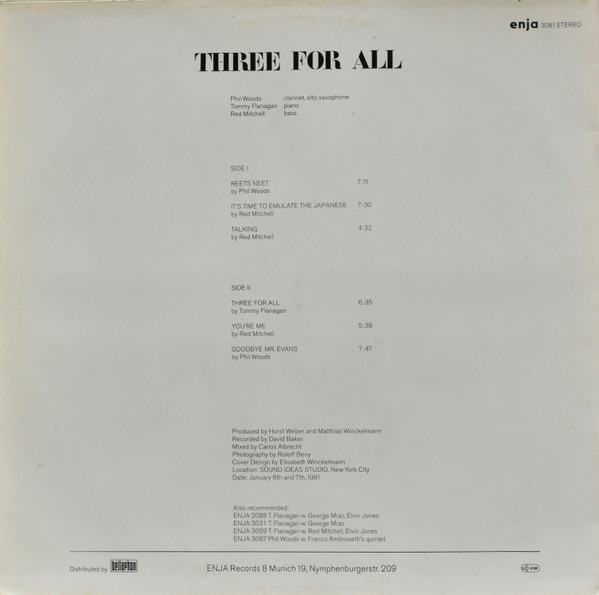 enja 3081 STEREO
THREE FOR ALL
Phil Woods clarinet, alto saxophone
Tommy Flanagan piano
Red Mitchell bass
SIDE I
REETS NEET 7:11
by Phil Woods
IT'S TIME TO EMULATE THE JAPANESE 7:30
by Red Mitchell
TALKING 4:32
by Red Mitchell
SIDE II
THREE FOR ALL 6:35
by Tommy Flanagan
YOU'RE ME 5:38
by Red Mitchell
GOODBYE MR. EVANS 7:47
by Phil Woods
Produced by Horst Weber and Matthias Winckelmann
Recorded by David Baker
Mixed by Carlos Albrecht
Photography by Roloff Beny
Cover Design by Elisabeth Winckelmann
Location: SOUND IDEAS STUDIO, New York City
Date: January 6th and 7th, 1981
Also recommended:
ENJA 2088 T. Flanagan w. George Mraz, Elvin Jones
ENJA 3031 T. Flanagan w. George Mraz
ENJA 3059 T. Flanagan w. Red Mitchell, Elvin Jones
ENJA 3087 Phil Woods w. Franco Ambrosetti's quintet
Distributed by bellaphon ENJA Records 8 Munich 19, Nymphenburgerstr. 209